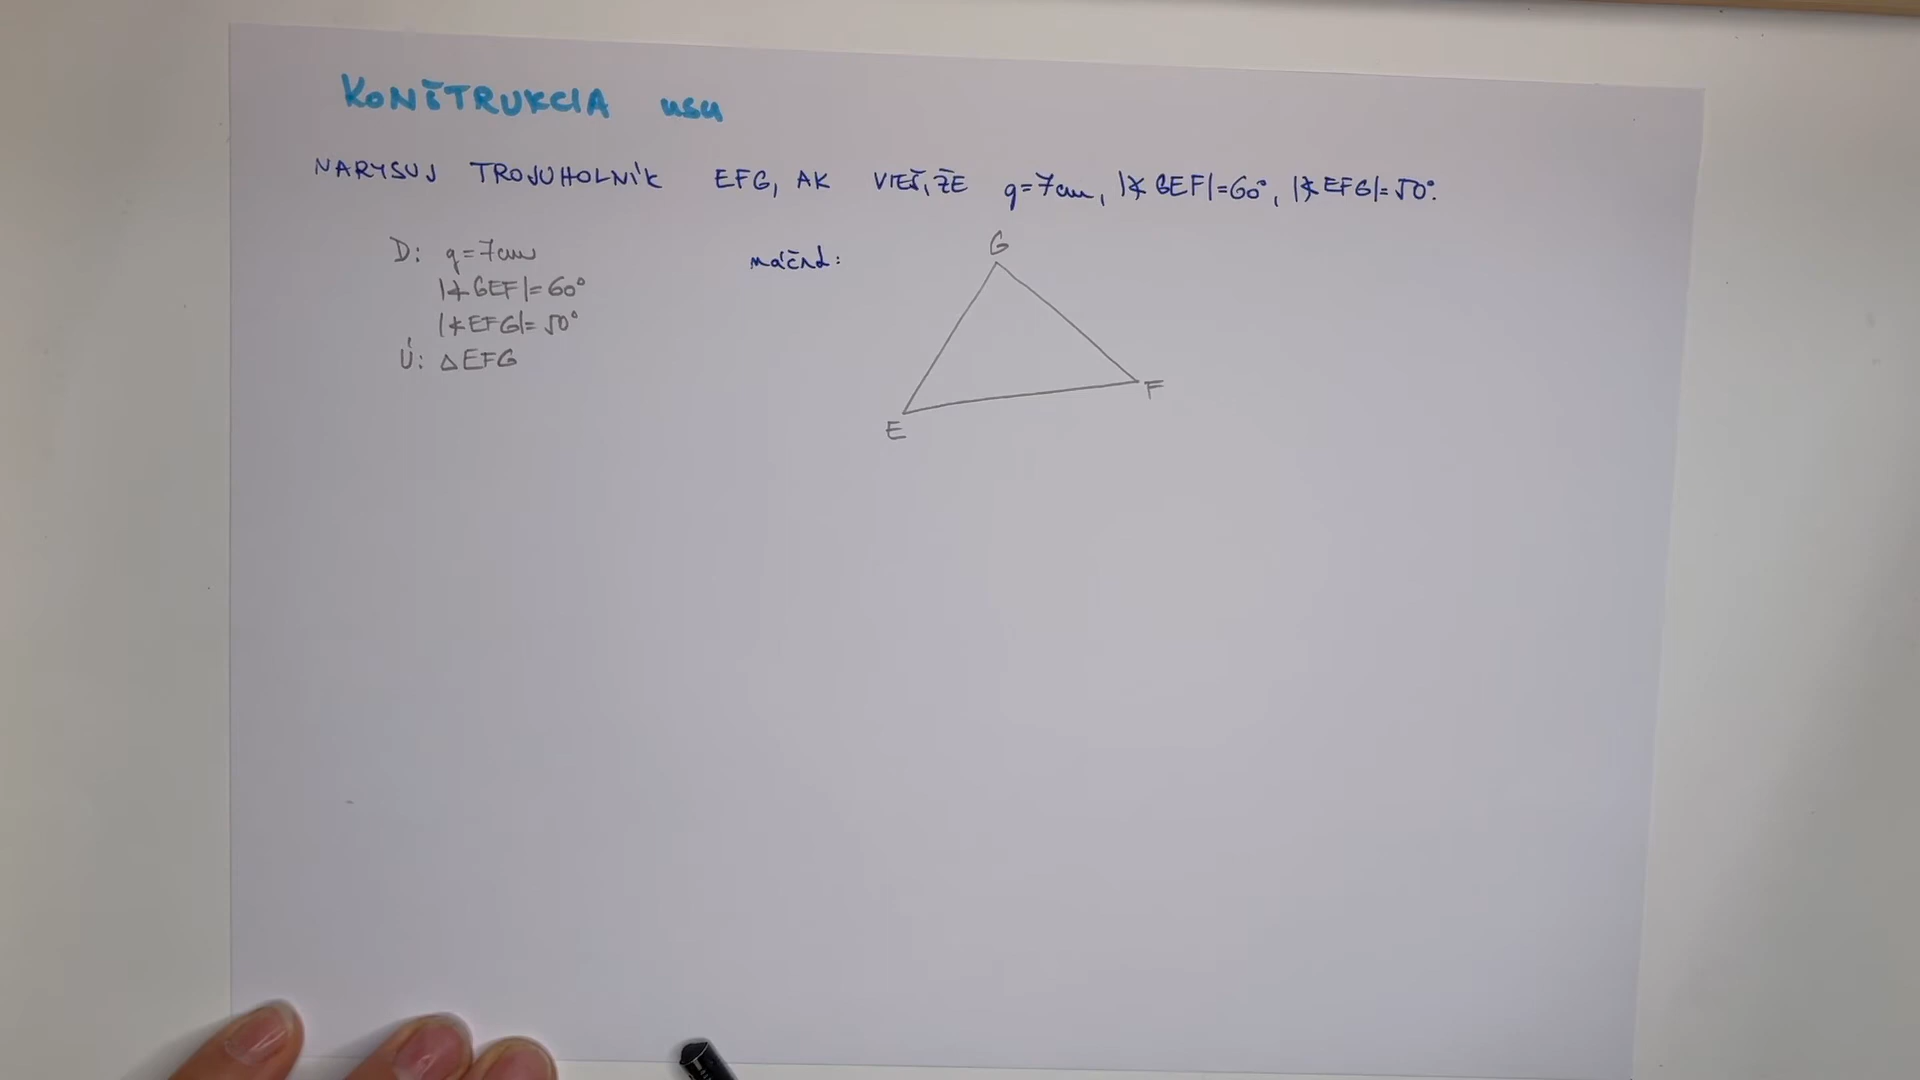 KONŠTRUKCIA usu
NARYSUJ TROJUHOLNÍK EFG, AK VIEŠ, ŽE g=7cm, |∡GEF|=60°, |∡EFG|=50°.
D: g=7cm
|∡GEF|=60°
|∡EFG|=50°
Ú: △EFG
náčrt:
G
F
E